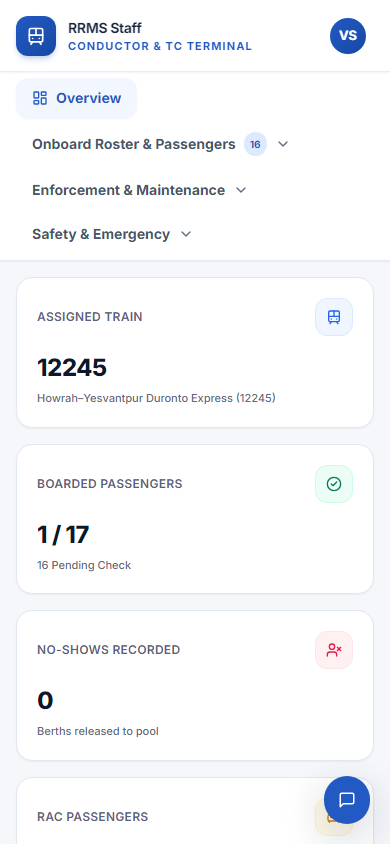 RRMS Staff
CONDUCTOR & TC TERMINAL
VS
Overview
Onboard Roster & Passengers 16
Enforcement & Maintenance
Safety & Emergency
ASSIGNED TRAIN
12245
Howrah–Yesvantpur Duronto Express (12245)
BOARDED PASSENGERS
1 / 17
16 Pending Check
NO-SHOWS RECORDED
0
Berths released to pool
RAC PASSENGERS